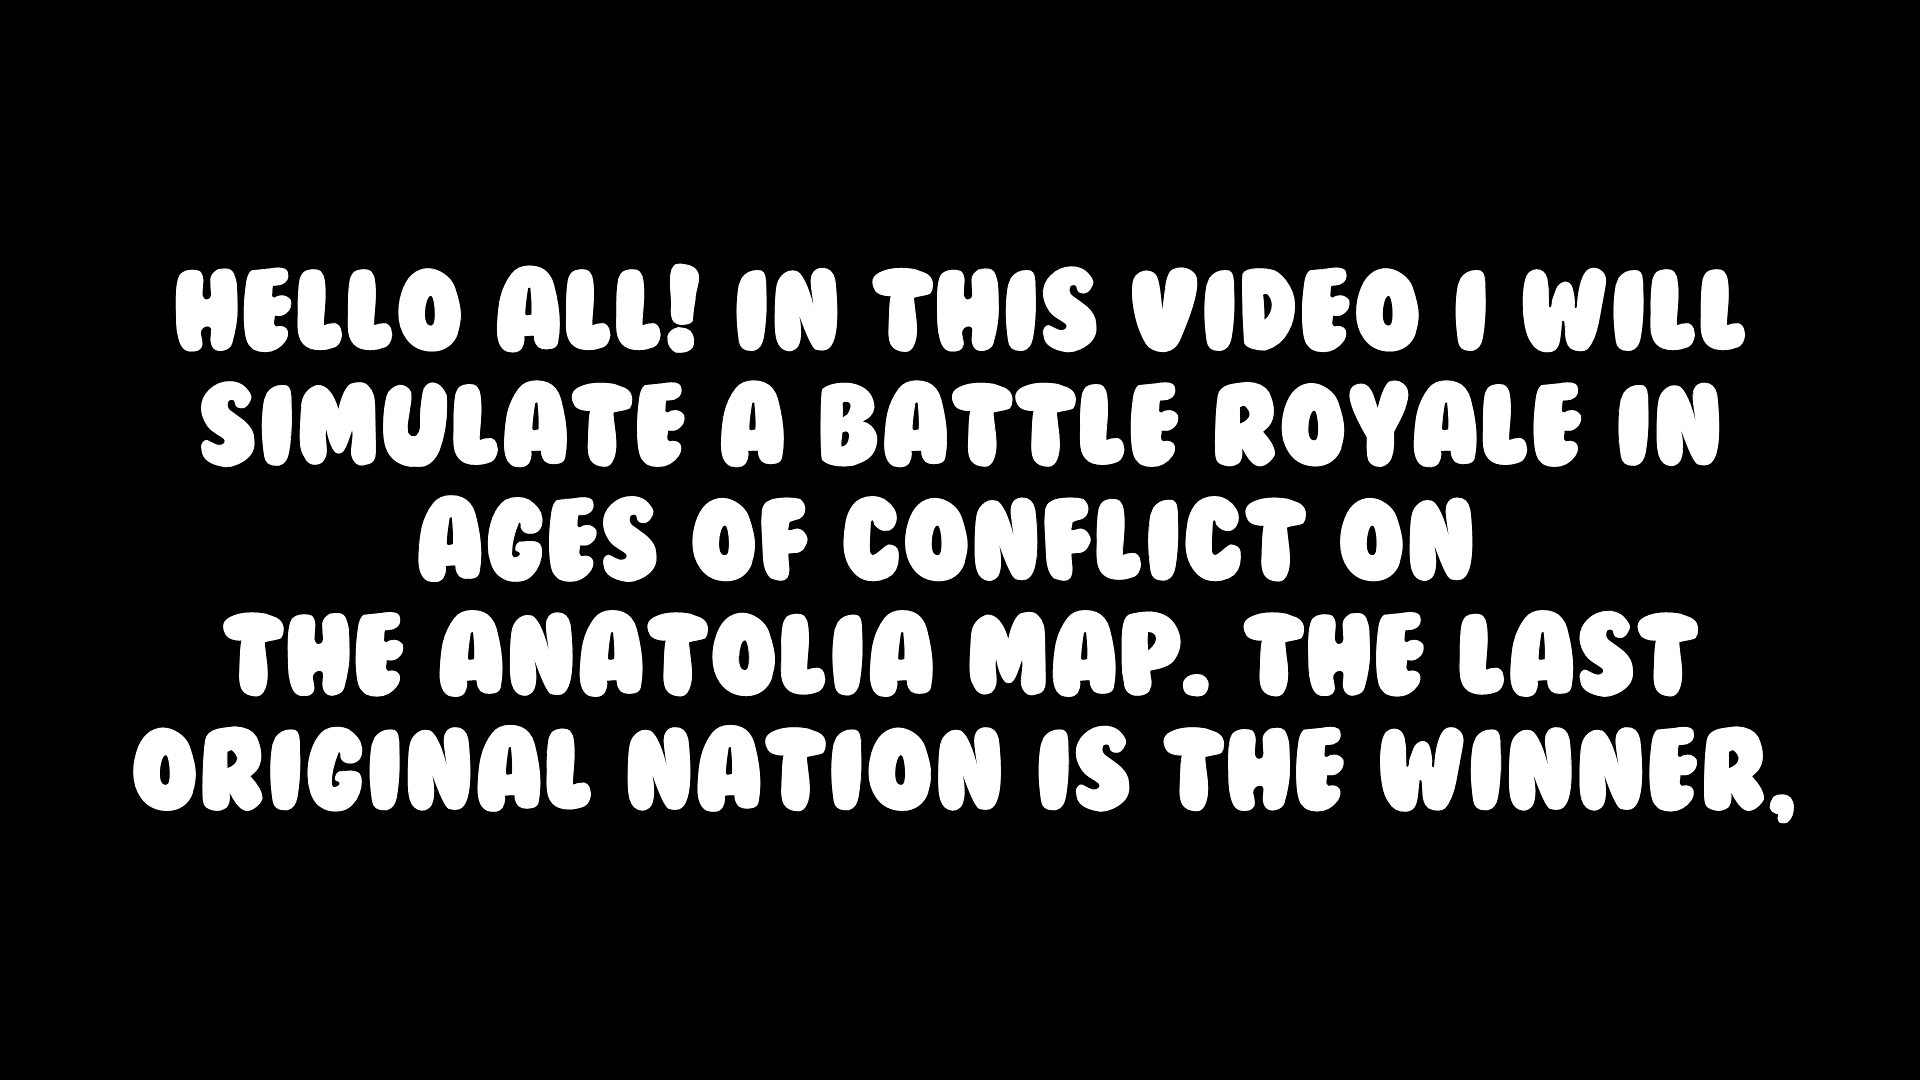 HELLO ALL! IN THIS VIDEO I WILL
SIMULATE A BATTLE ROYALE IN
AGES OF CONFLICT ON
THE ANATOLIA MAP. THE LAST
ORIGINAL NATION IS THE WINNER,